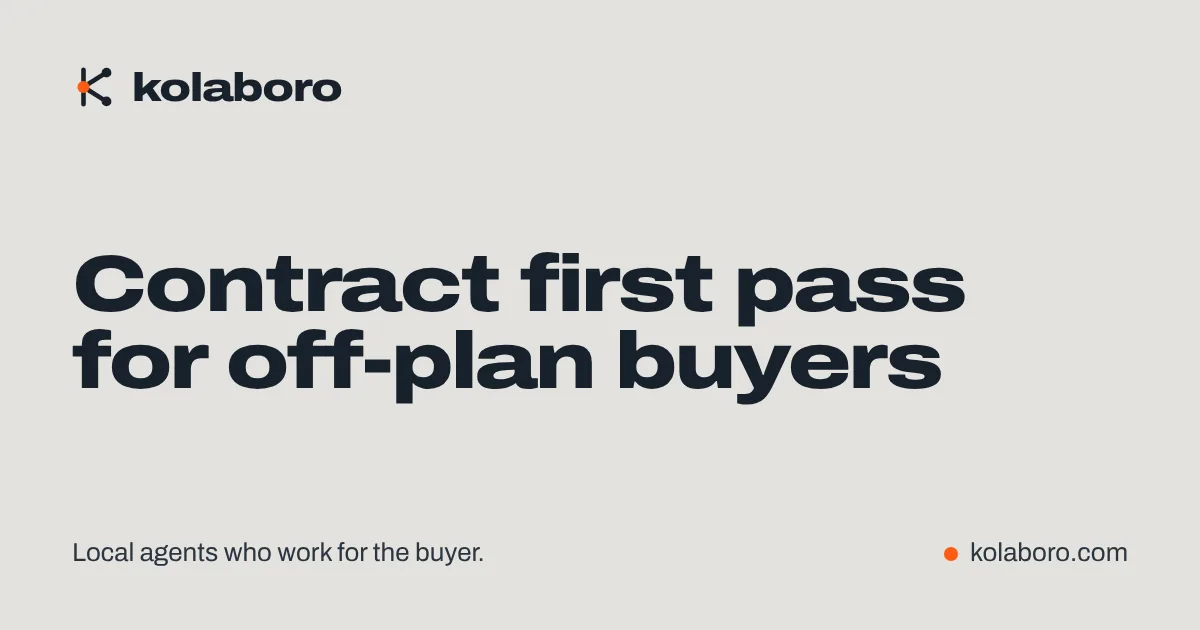 kolaboro
Contract first pass
for off-plan buyers
Local agents who work for the buyer.
kolaboro.com